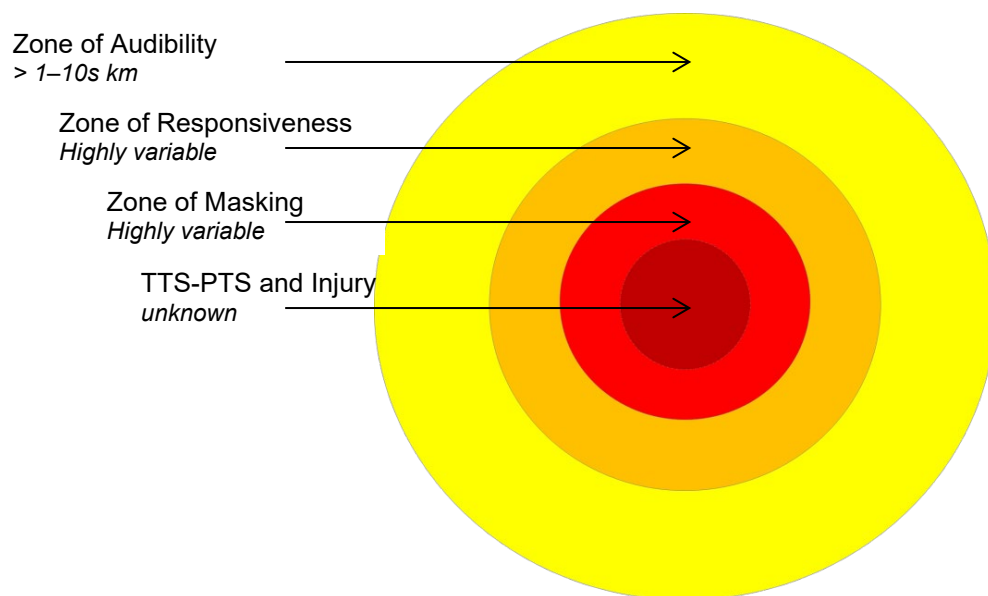 Zone of Audibility
> 1–10s km
Zone of Responsiveness
Highly variable
Zone of Masking
Highly variable
TTS-PTS and Injury
unknown